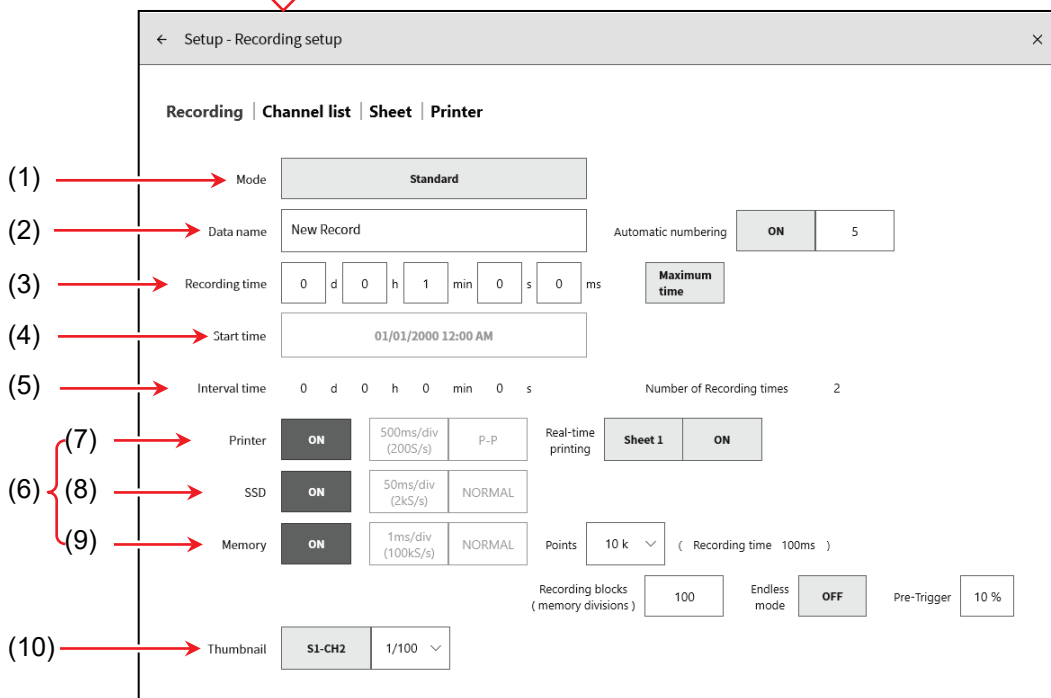 ← Setup - Recording setup ×
Recording | Channel list | Sheet | Printer
(1) Mode Standard
(2) Data name New Record Automatic numbering ON 5
(3) Recording time 0 d 0 h 1 min 0 s 0 ms Maximum time
(4) Start time 01/01/2000 12:00 AM
(5) Interval time 0 d 0 h 0 min 0 s Number of Recording times 2
(6)
(7) Printer ON 500ms/div (200S/s) P-P Real-time printing Sheet 1 ON
(8) SSD ON 50ms/div (2kS/s) NORMAL
(9) Memory ON 1ms/div (100kS/s) NORMAL Points 10 k ( Recording time 100ms )
Recording blocks ( memory divisions ) 100 Endless mode OFF Pre-Trigger 10 %
(10) Thumbnail S1-CH2 1/100